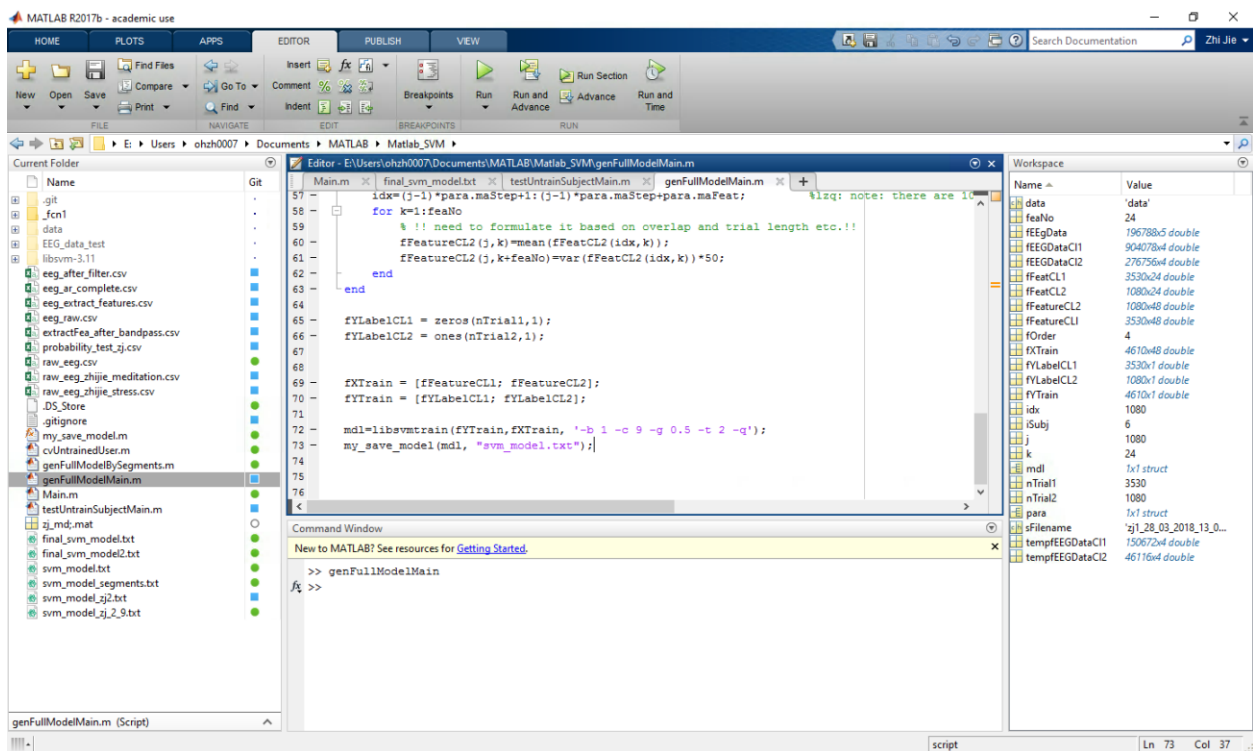 MATLAB R2017b - academic use
HOME PLOTS APPS EDITOR PUBLISH VIEW Search Documentation Zhi Jie
New Open Save Find Files Compare Print
Go To Find
Insert fx Comment % Indent
Breakpoints Run Run and Advance Run Section Advance Run and Time
FILE NAVIGATE EDIT BREAKPOINTS RUN
E: Users ohzh0007 Documents MATLAB Matlab_SVM
Current Folder
Name Git
.git
_fcn1
data
EEG_data_test
libsvm-3.11
eeg_after_filter.csv
eeg_ar_complete.csv
eeg_extract_features.csv
eeg_raw.csv
extractFea_after_bandpass.csv
probability_test_zj.csv
raw_eeg.csv
raw_eeg_zhijie_meditation.csv
raw_eeg_zhijie_stress.csv
.DS_Store
.gitignore
my_save_model.m
cvUntrainedUser.m
genFullModelBySegments.m
genFullModelMain.m
Main.m
testUntrainSubjectMain.m
zj_md;.mat
final_svm_model.txt
final_svm_model2.txt
svm_model.txt
svm_model_segments.txt
svm_model_zj2.txt
svm_model_zj_2_9.txt
genFullModelMain.m (Script)
Editor - E:\Users\ohzh0007\Documents\MATLAB\Matlab_SVM\genFullModelMain.m
Main.m final_svm_model.txt testUntrainSubjectMain.m genFullModelMain.m +
57 - idx=(j-1)*para.maStep+1:(j-1)*para.maStep+para.maFeat; %lzq: note: there are 10
58 - for k=1:feaNo
59 % !! need to formulate it based on overlap and trial length etc.!!
60 - fFeatureCL2(j,k)=mean(fFeatCL2(idx,k));
61 - fFeatureCL2(j,k+feaNo)=var(fFeatCL2(idx,k))*50;
62 - end
63 - end
64
65 - fYLabelCL1 = zeros(nTrial1,1);
66 - fYLabelCL2 = ones(nTrial2,1);
67
68
69 - fXTrain = [fFeatureCLl; fFeatureCL2];
70 - fYTrain = [fYLabelCL1; fYLabelCL2];
71
72 - mdl=libsvmtrain(fYTrain,fXTrain, '-b 1 -c 9 -g 0.5 -t 2 -q');
73 - my_save_model(mdl, "svm_model.txt");
74
75
76
Command Window
New to MATLAB? See resources for Getting Started.
>> genFullModelMain
fx >>
Workspace
Name Value
data 'data'
feaNo 24
fEEgData 196788x5 double
fEEGDataCl1 904078x4 double
fEEGDataCl2 276756x4 double
fFeatCL1 3530x24 double
fFeatCL2 1080x24 double
fFeatureCL2 1080x48 double
fFeatureCLl 3530x48 double
fOrder 4
fXTrain 4610x48 double
fYLabelCL1 3530x1 double
fYLabelCL2 1080x1 double
fYTrain 4610x1 double
idx 1080
iSubj 6
j 1080
k 24
mdl 1x1 struct
nTrial1 3530
nTrial2 1080
para 1x1 struct
sFilename 'zj1_28_03_2018_13_0...
tempfEEGDataCl1 150672x4 double
tempfEEGDataCl2 46116x4 double
script Ln 73 Col 37